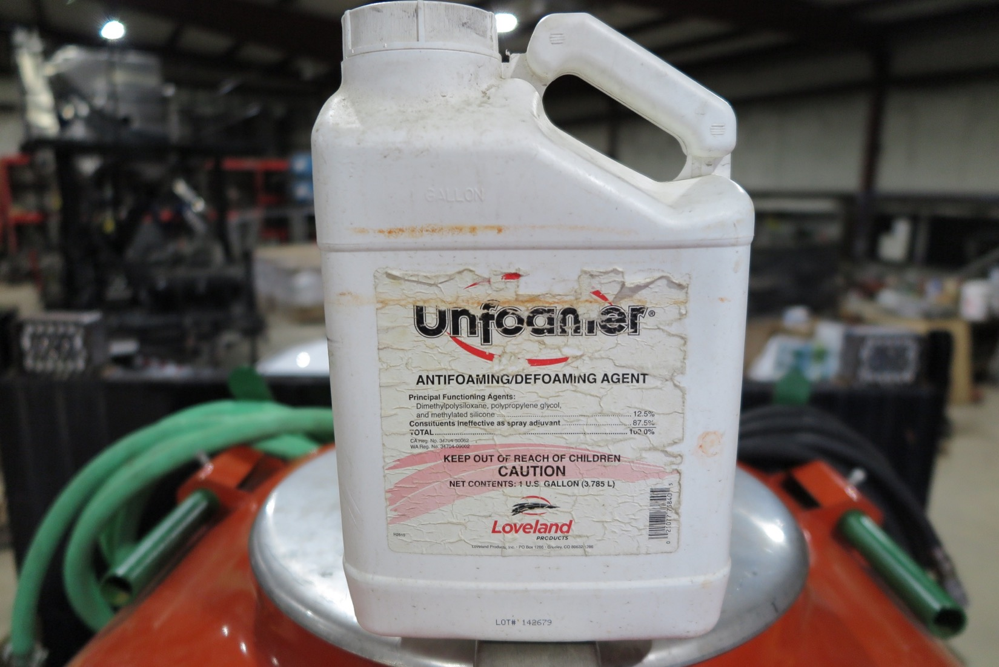 GALLON
Unfoamer®
ANTIFOAMING/DEFOAMING AGENT
Principal Functioning Agents:
Dimethylpolysiloxane, polypropylene glycol,
and methylated silicone ........ 12.5%
Constituents ineffective as spray adjuvant ........ 87.5%
TOTAL ........ 100.0%
CA Reg. No. 34704-50062
WA Reg. No. 34704-09002
KEEP OUT OF REACH OF CHILDREN
CAUTION
NET CONTENTS: 1 U.S. GALLON (3.785 L)
Loveland
PRODUCTS
H2610
Loveland Products, Inc. • PO Box 1286 • Greeley, CO 80632-1286
LOT# 142679